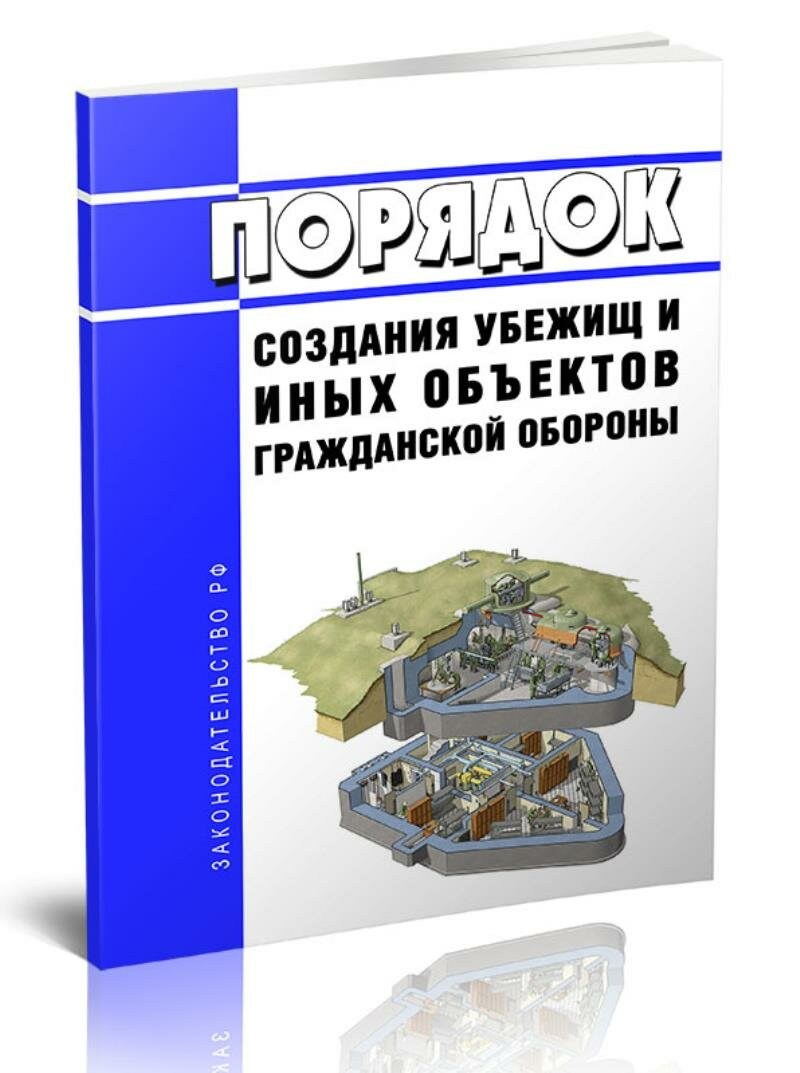 ПОРЯДОК
СОЗДАНИЯ УБЕЖИЩ И
ИНЫХ ОБЪЕКТОВ
ГРАЖДАНСКОЙ ОБОРОНЫ
ЗАКОНОДАТЕЛЬСТВО РФ